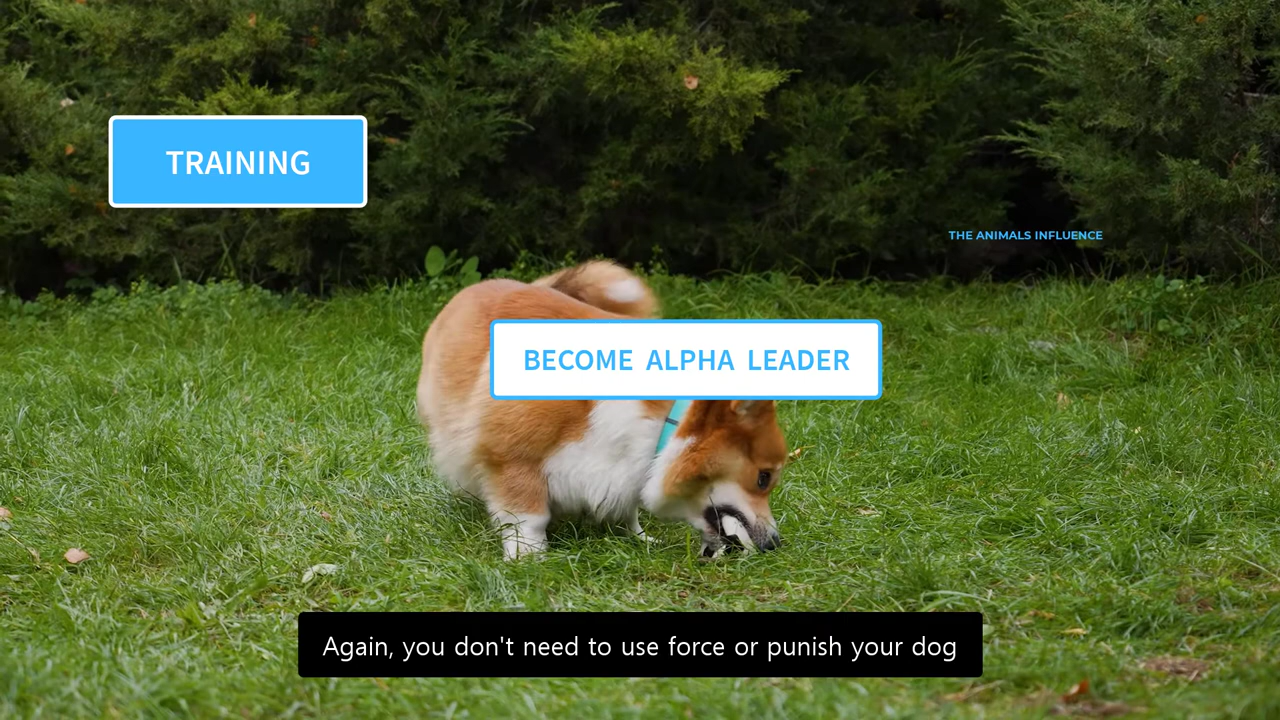 TRAINING
THE ANIMALS INFLUENCE
BECOME ALPHA LEADER
Again, you don't need to use force or punish your dog